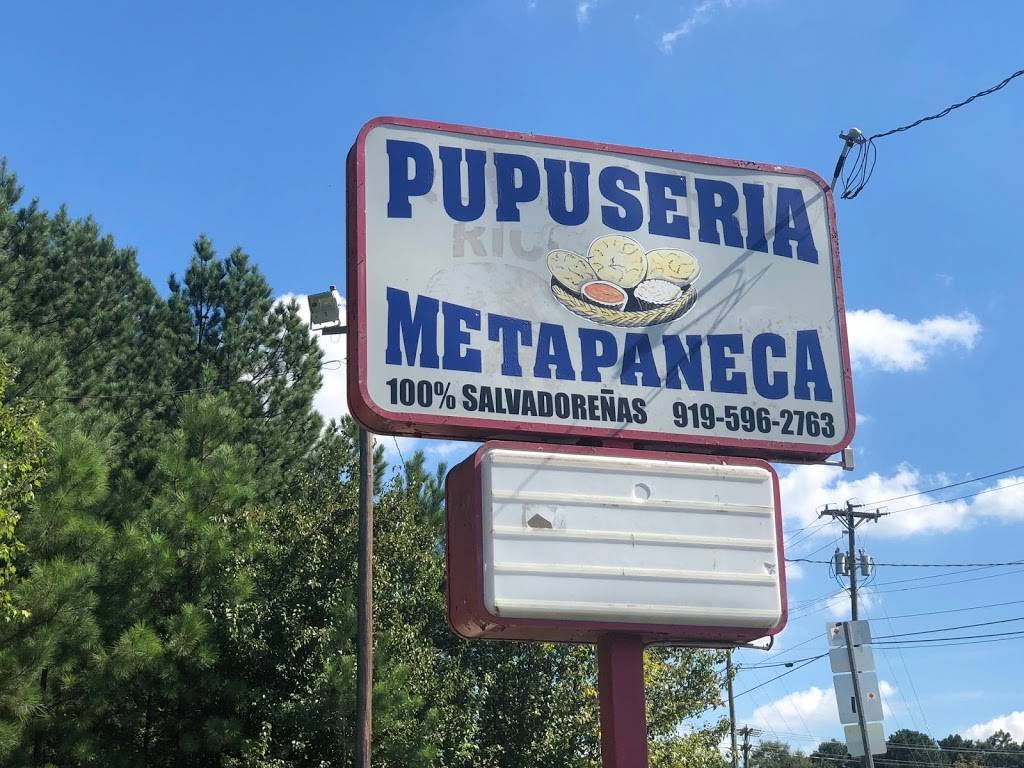 PUPUSERIA
METAPANECA
100% SALVADOREÑAS 919-596-2763